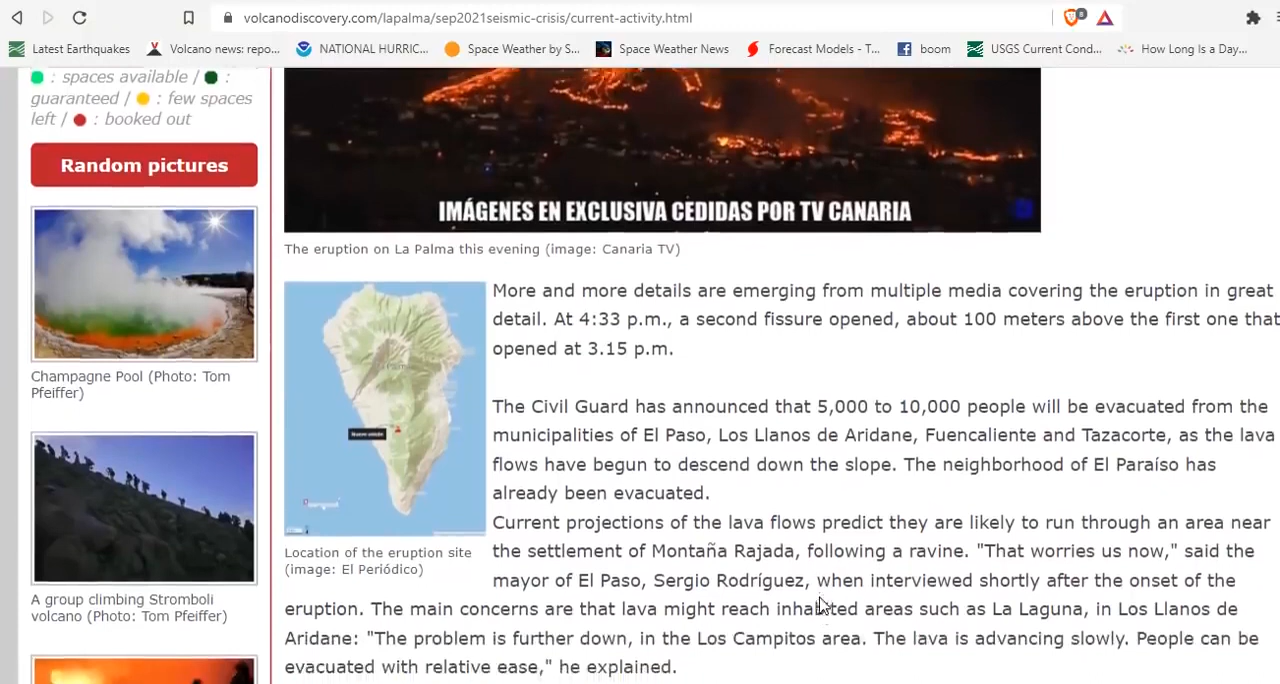 volcanodiscovery.com/lapalma/sep2021seismic-crisis/current-activity.html
8
Latest Earthquakes
Volcano news: repo...
NATIONAL HURRIC...
Space Weather by S...
Space Weather News
Forecast Models - T...
boom
USGS Current Cond...
How Long Is a Day...
: spaces available / :
guaranteed / : few spaces
left / : booked out
Random pictures
Champagne Pool (Photo: Tom
Pfeiffer)
A group climbing Stromboli
volcano (Photo: Tom Pfeiffer)
IMÁGENES EN EXCLUSIVA CEDIDAS POR TV CANARIA
The eruption on La Palma this evening (image: Canaria TV)
Location of the eruption site
(image: El Periódico)
More and more details are emerging from multiple media covering the eruption in great
detail. At 4:33 p.m., a second fissure opened, about 100 meters above the first one that
opened at 3.15 p.m.
The Civil Guard has announced that 5,000 to 10,000 people will be evacuated from the
municipalities of El Paso, Los Llanos de Aridane, Fuencaliente and Tazacorte, as the lava
flows have begun to descend down the slope. The neighborhood of El Paraíso has
already been evacuated.
Current projections of the lava flows predict they are likely to run through an area near
the settlement of Montaña Rajada, following a ravine. "That worries us now," said the
mayor of El Paso, Sergio Rodríguez, when interviewed shortly after the onset of the
eruption. The main concerns are that lava might reach inhabited areas such as La Laguna, in Los Llanos de
Aridane: "The problem is further down, in the Los Campitos area. The lava is advancing slowly. People can be
evacuated with relative ease," he explained.